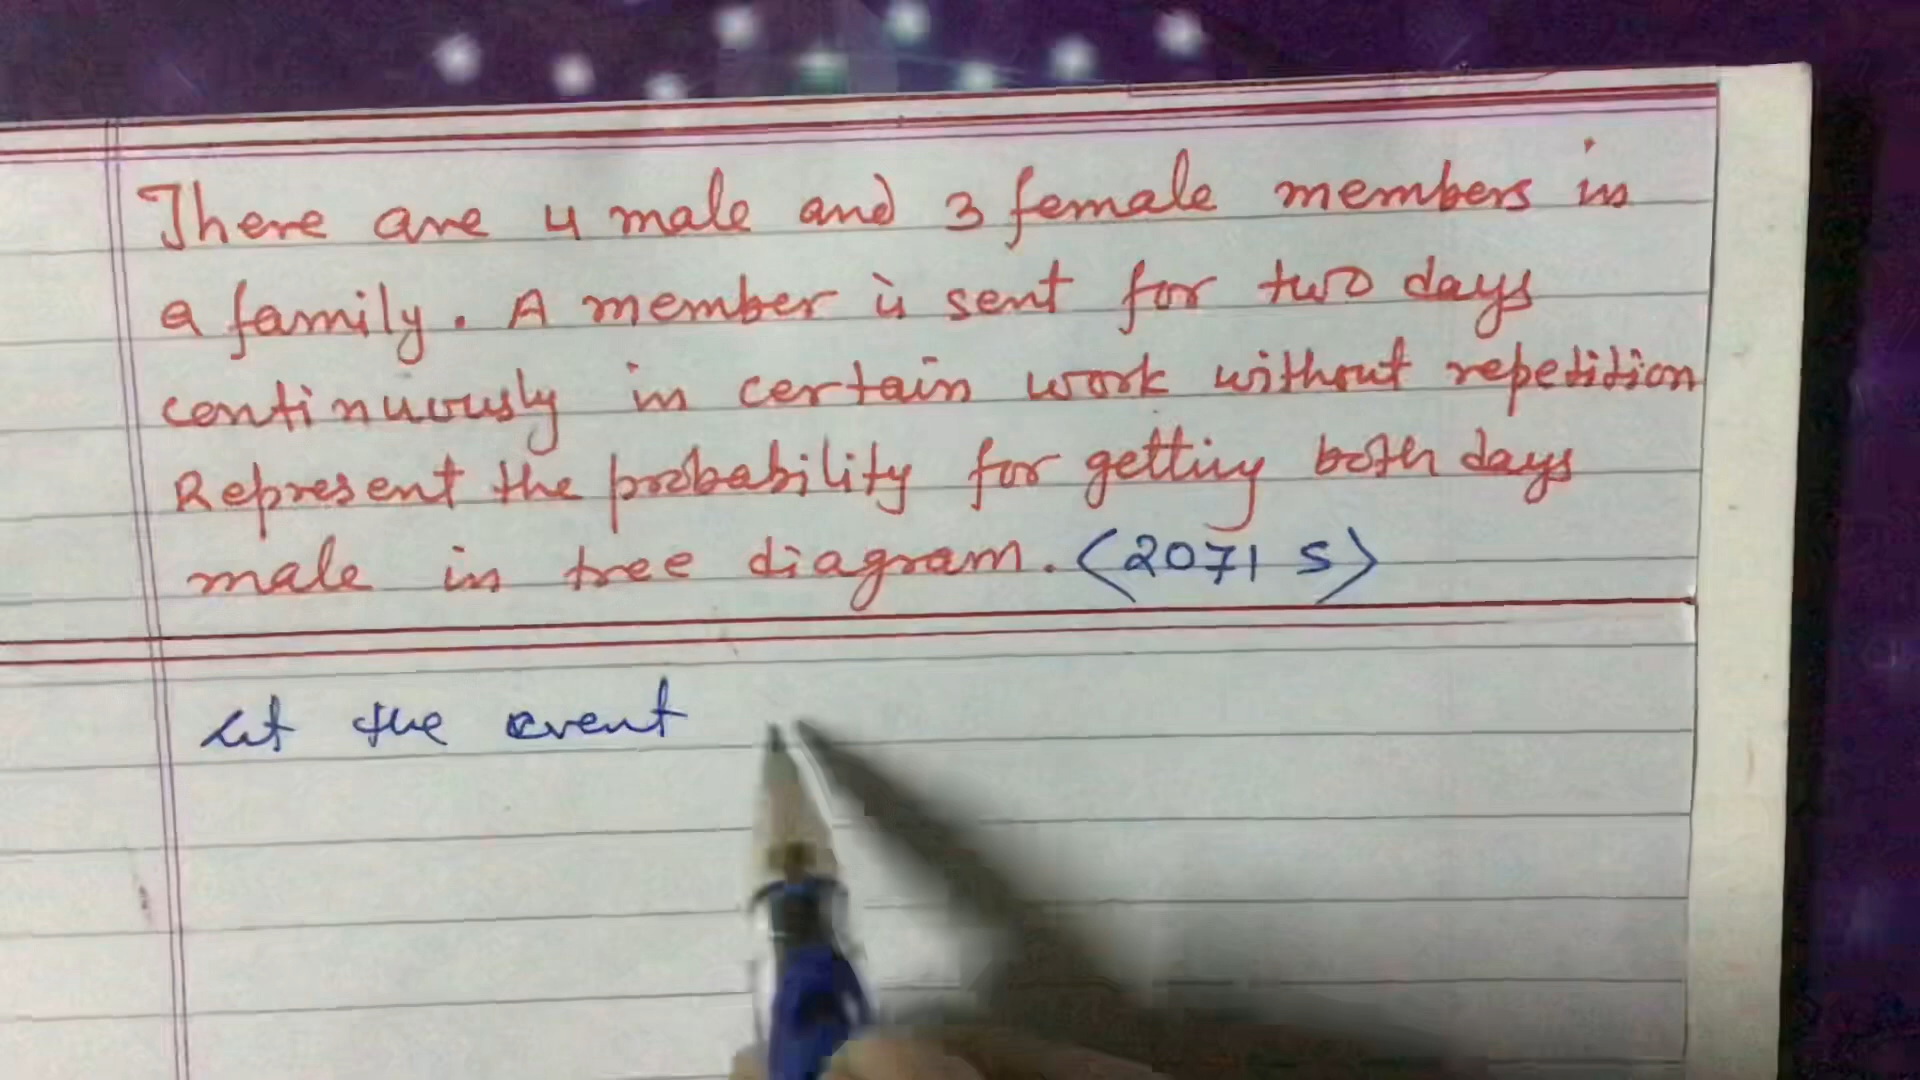 There are 4 male and 3 female members in
a family. A member is sent for two days
continuously in certain work without repetition
Represent the probability for getting both days
male in tree diagram. (2071 S)
Let the event